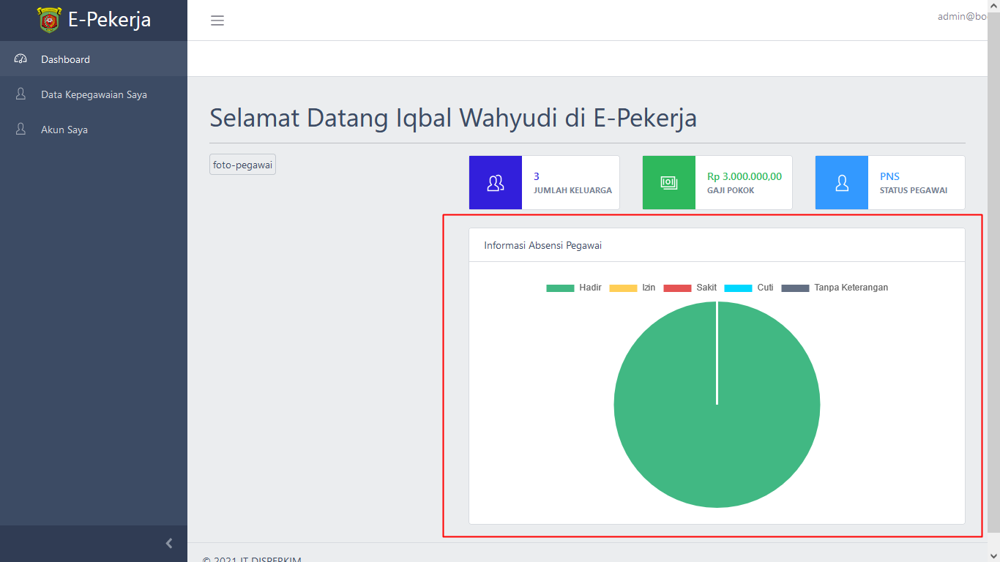 E-Pekerja
admin@bo
Dashboard
Data Kepegawaian Saya
Akun Saya
Selamat Datang Iqbal Wahyudi di E-Pekerja
foto-pegawai
3
JUMLAH KELUARGA
Rp 3.000.000,00
GAJI POKOK
PNS
STATUS PEGAWAI
Informasi Absensi Pegawai
Hadir Izin Sakit Cuti Tanpa Keterangan
© 2021 IT DISPERKIM